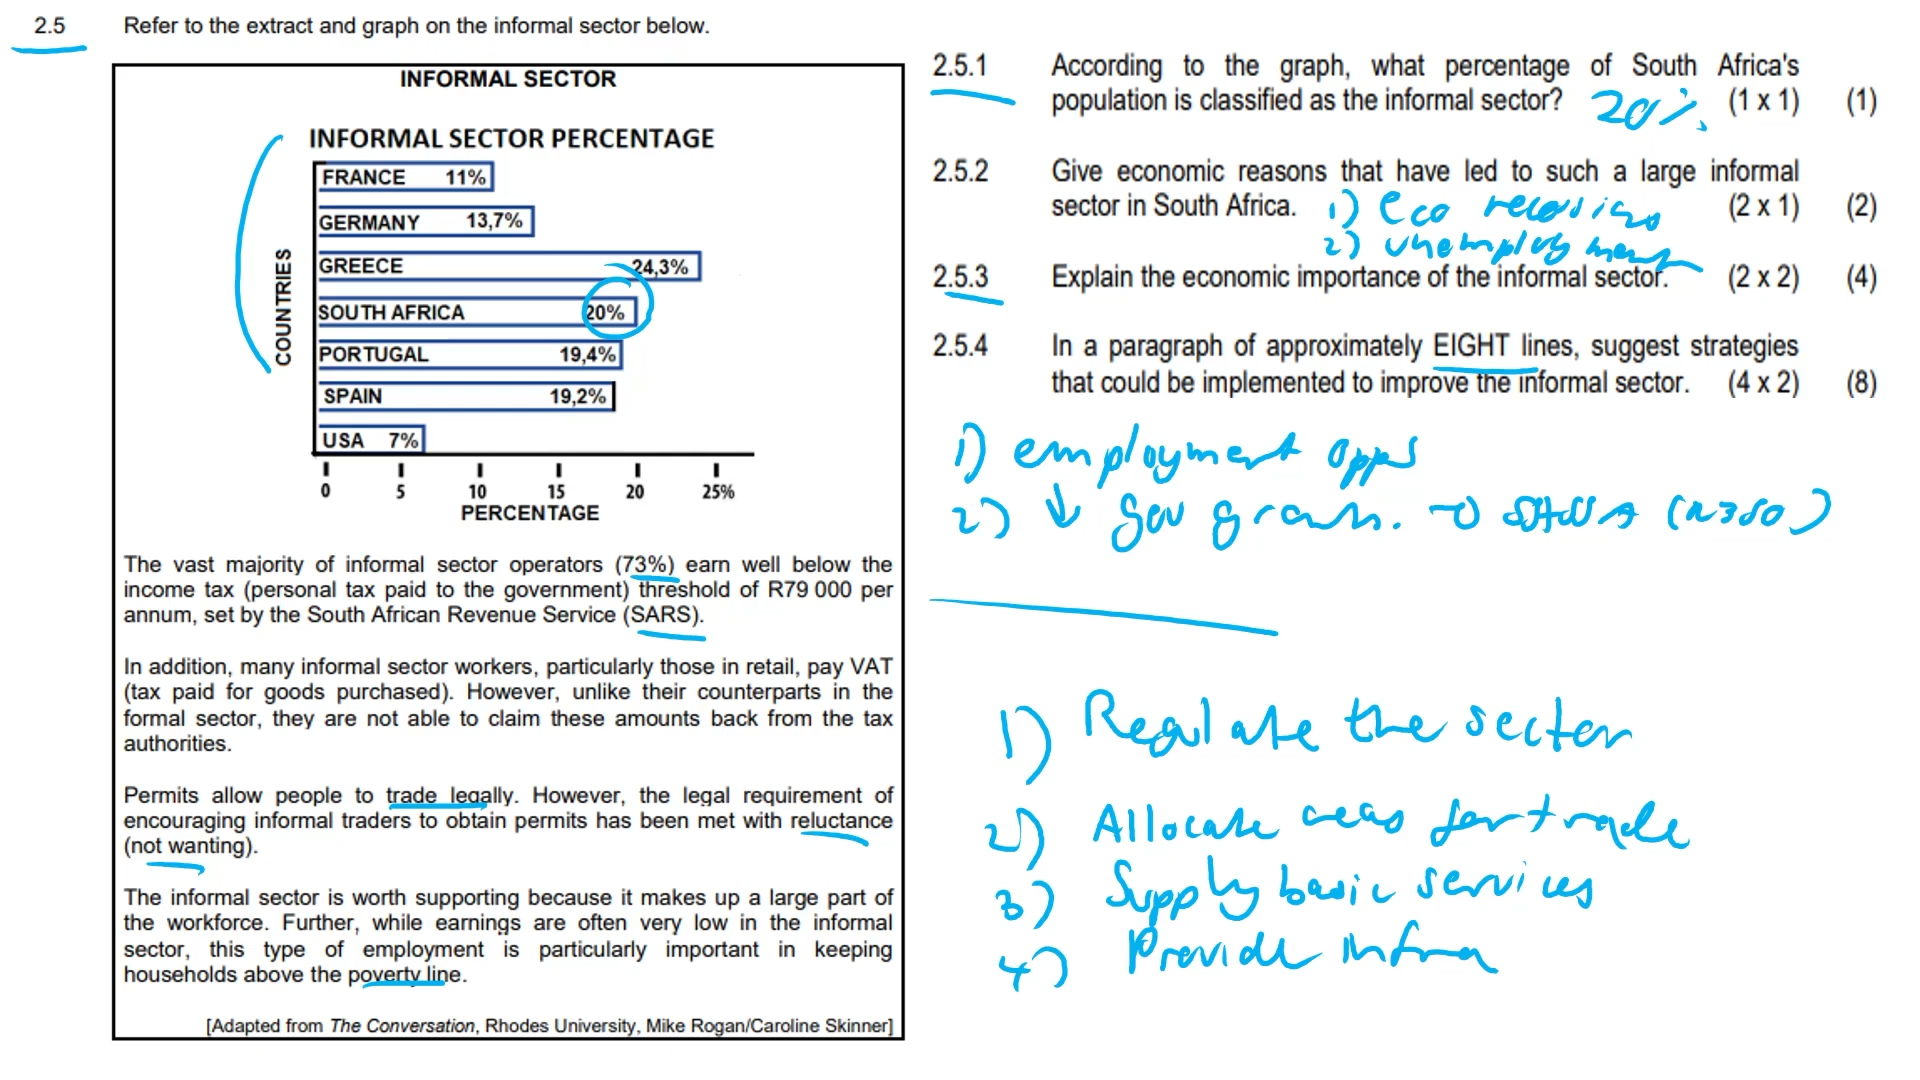 2.5 Refer to the extract and graph on the informal sector below.
INFORMAL SECTOR
INFORMAL SECTOR PERCENTAGE
COUNTRIES
FRANCE 11%
GERMANY 13,7%
GREECE 24,3%
SOUTH AFRICA 20%
PORTUGAL 19,4%
SPAIN 19,2%
USA 7%
0 5 10 15 20 25%
PERCENTAGE
The vast majority of informal sector operators (73%) earn well below the
income tax (personal tax paid to the government) threshold of R79 000 per
annum, set by the South African Revenue Service (SARS).
In addition, many informal sector workers, particularly those in retail, pay VAT
(tax paid for goods purchased). However, unlike their counterparts in the
formal sector, they are not able to claim these amounts back from the tax
authorities.
Permits allow people to trade legally. However, the legal requirement of
encouraging informal traders to obtain permits has been met with reluctance
(not wanting).
The informal sector is worth supporting because it makes up a large part of
the workforce. Further, while earnings are often very low in the informal
sector, this type of employment is particularly important in keeping
households above the poverty line.
[Adapted from The Conversation, Rhodes University, Mike Rogan/Caroline Skinner]
2.5.1 According to the graph, what percentage of South Africa's
population is classified as the informal sector? 20%. (1 x 1) (1)
2.5.2 Give economic reasons that have led to such a large informal
sector in South Africa. 1) Eco recession (2 x 1) (2)
2) unemployment
2.5.3 Explain the economic importance of the informal sector. (2 x 2) (4)
2.5.4 In a paragraph of approximately EIGHT lines, suggest strategies
that could be implemented to improve the informal sector. (4 x 2) (8)
1) employment opps
2) ↓ gov grants. → (R350)
1) Regulate the sector
2) Allocate areas for trade
3) Supply basic services
4) Provide infra